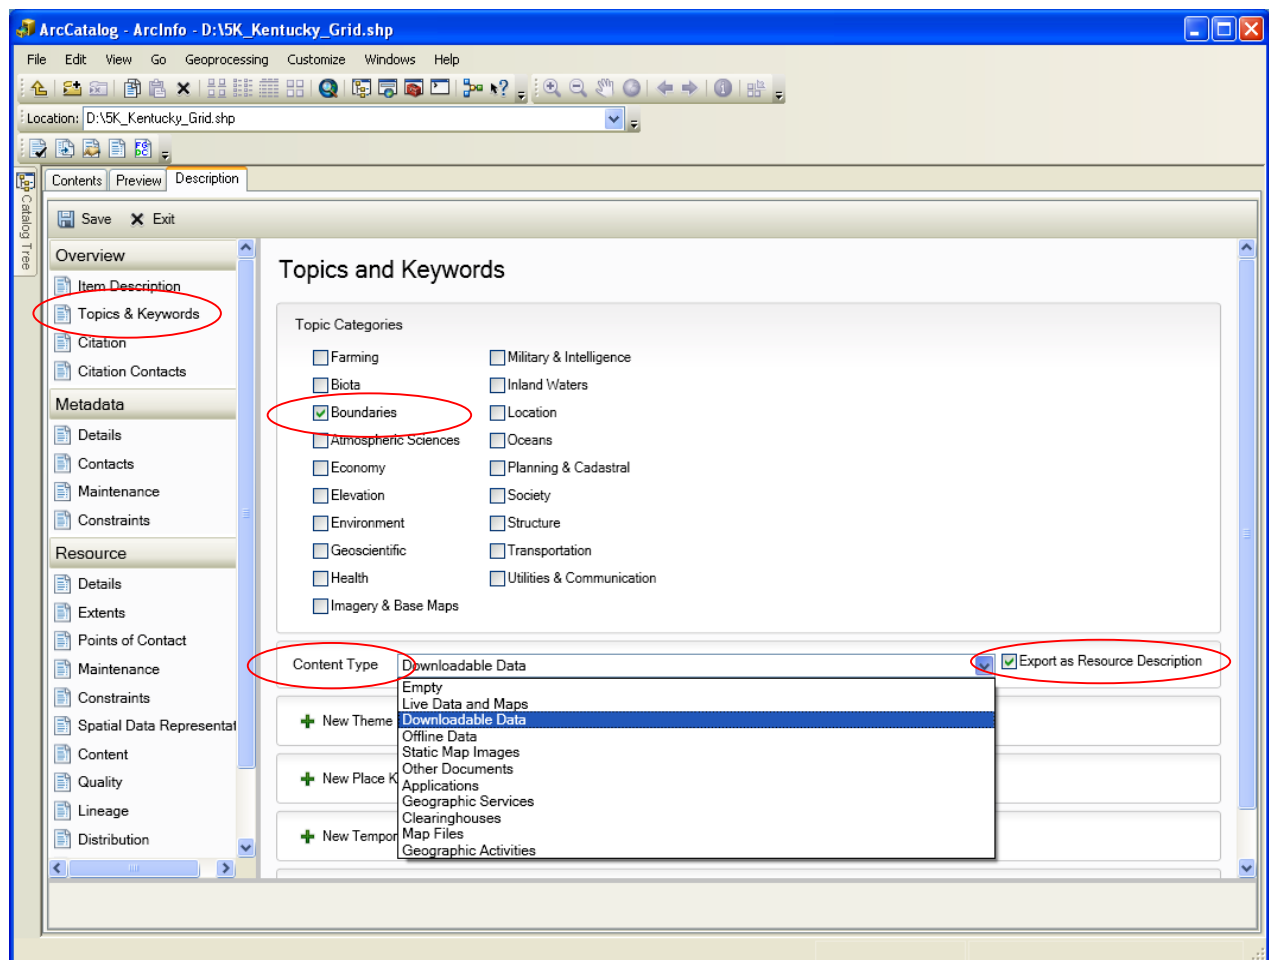 ArcCatalog - ArcInfo - D:\5K_Kentucky_Grid.shp
File Edit View Go Geoprocessing Customize Windows Help
Location: D:\5K_Kentucky_Grid.shp
Catalog Tree
Contents Preview Description
Save Exit
Overview
Item Description
Topics & Keywords
Citation
Citation Contacts
Metadata
Details
Contacts
Maintenance
Constraints
Resource
Details
Extents
Points of Contact
Maintenance
Constraints
Spatial Data Representat
Content
Quality
Lineage
Distribution
Topics and Keywords
Topic Categories
Farming
Biota
Boundaries
Atmospheric Sciences
Economy
Elevation
Environment
Geoscientific
Health
Imagery & Base Maps
Military & Intelligence
Inland Waters
Location
Oceans
Planning & Cadastral
Society
Structure
Transportation
Utilities & Communication
Content Type Downloadable Data Export as Resource Description
Empty
Live Data and Maps
Downloadable Data
Offline Data
Static Map Images
Other Documents
Applications
Geographic Services
Clearinghouses
Map Files
Geographic Activities
New Theme
New Place K
New Tempor